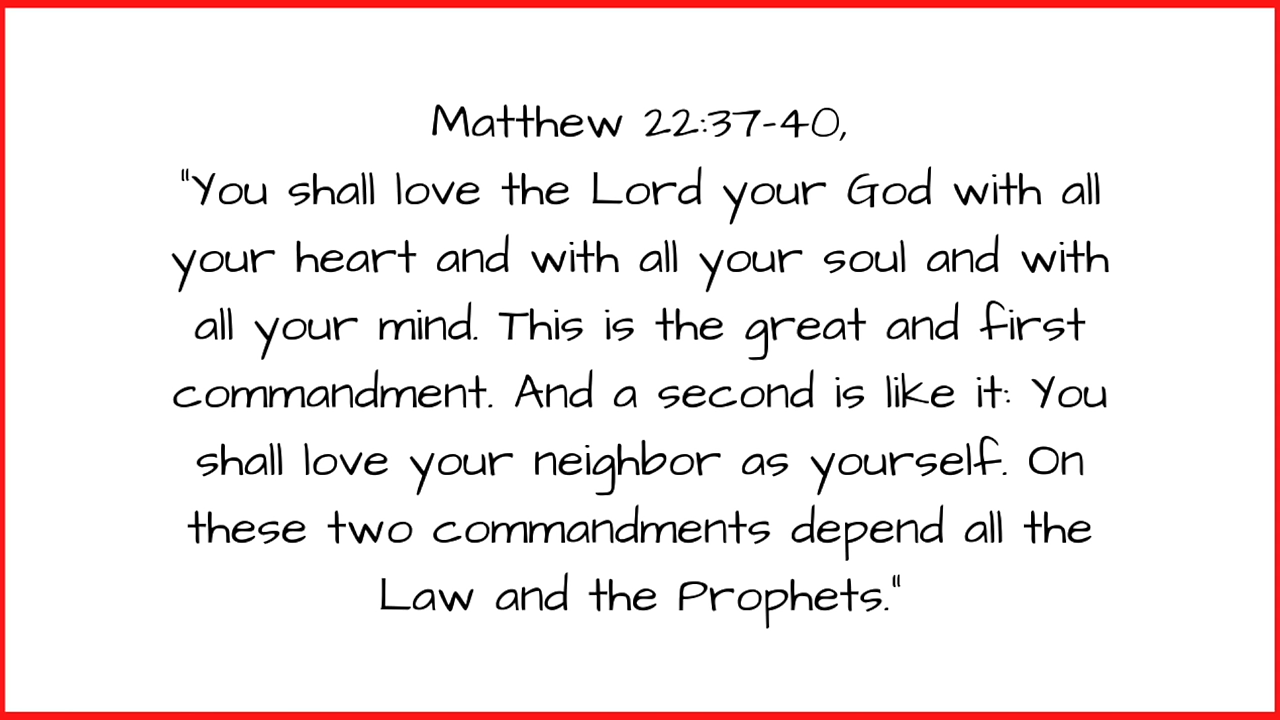 Matthew 22:37-40,
"You shall love the Lord your God with all
your heart and with all your soul and with
all your mind. This is the great and first
commandment. And a second is like it: You
shall love your neighbor as yourself. On
these two commandments depend all the
Law and the Prophets."